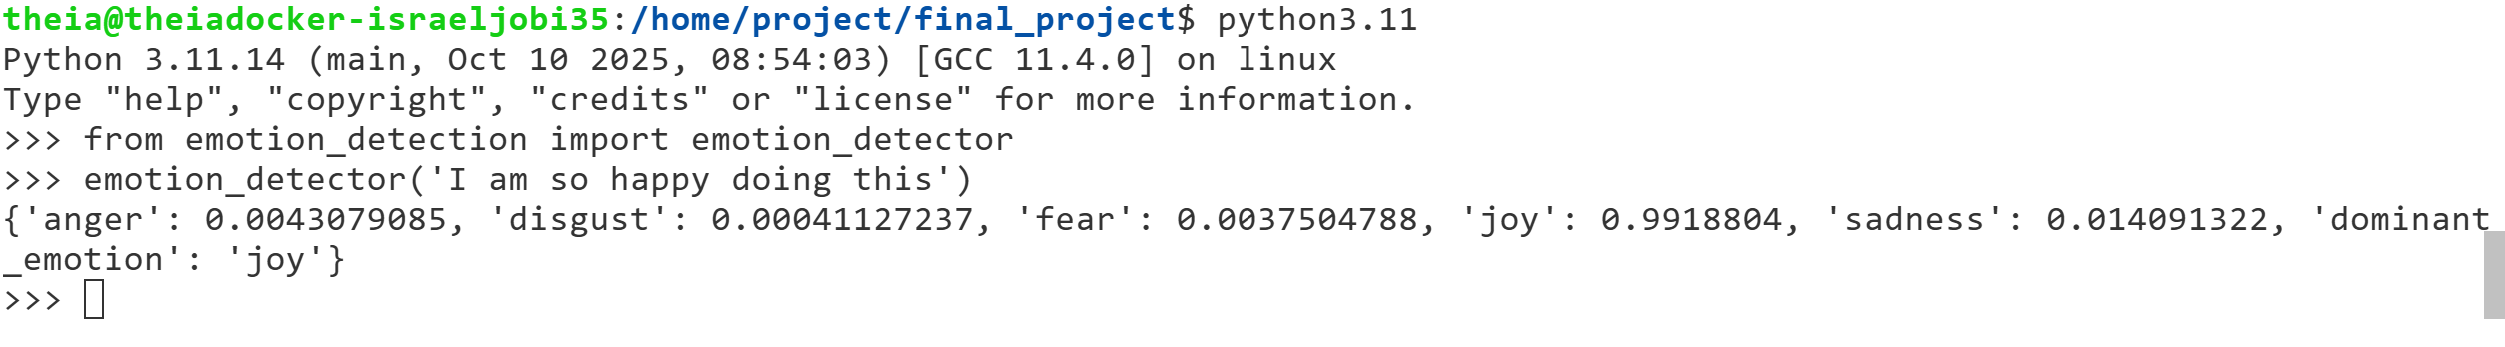 theia@theiadocker-israeljobi35:/home/project/final_project$ python3.11
Python 3.11.14 (main, Oct 10 2025, 08:54:03) [GCC 11.4.0] on linux
Type "help", "copyright", "credits" or "license" for more information.
>>> from emotion_detection import emotion_detector
>>> emotion_detector('I am so happy doing this')
{'anger': 0.0043079085, 'disgust': 0.00041127237, 'fear': 0.0037504788, 'joy': 0.9918804, 'sadness': 0.014091322, 'dominant
_emotion': 'joy'}
>>>